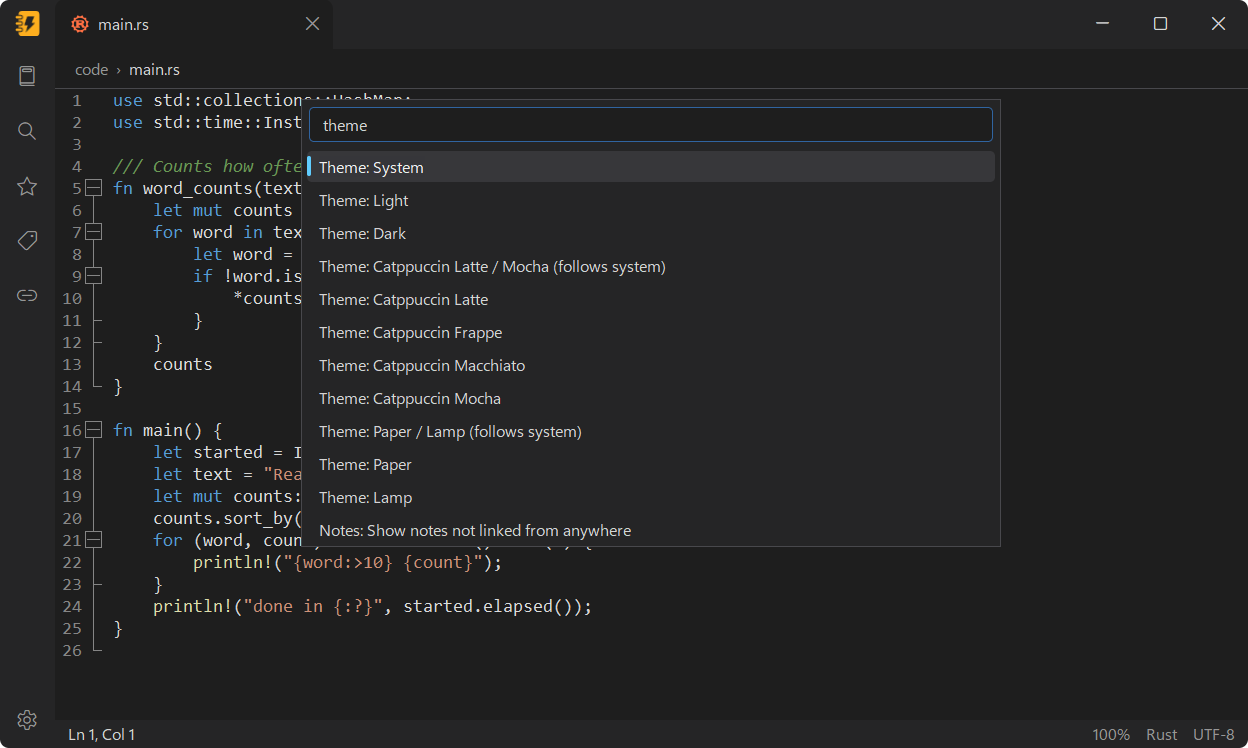 main.rs
code › main.rs
1 use std::collections::HashMap;
2 use std::time::Inst
3
4 /// Counts how ofte
5 fn word_counts(text
6 let mut counts
7 for word in tex
8 let word =
9 if !word.is
10 *counts
11 }
12 }
13 counts
14 }
15
16 fn main() {
17 let started = I
18 let text = "Rea
19 let mut counts:
20 counts.sort_by(
21 for (word, coun
22 println!("{word:>10} {count}");
23 }
24 println!("done in {:?}", started.elapsed());
25 }
26
theme
Theme: System
Theme: Light
Theme: Dark
Theme: Catppuccin Latte / Mocha (follows system)
Theme: Catppuccin Latte
Theme: Catppuccin Frappe
Theme: Catppuccin Macchiato
Theme: Catppuccin Mocha
Theme: Paper / Lamp (follows system)
Theme: Paper
Theme: Lamp
Notes: Show notes not linked from anywhere
Ln 1, Col 1
100% Rust UTF-8